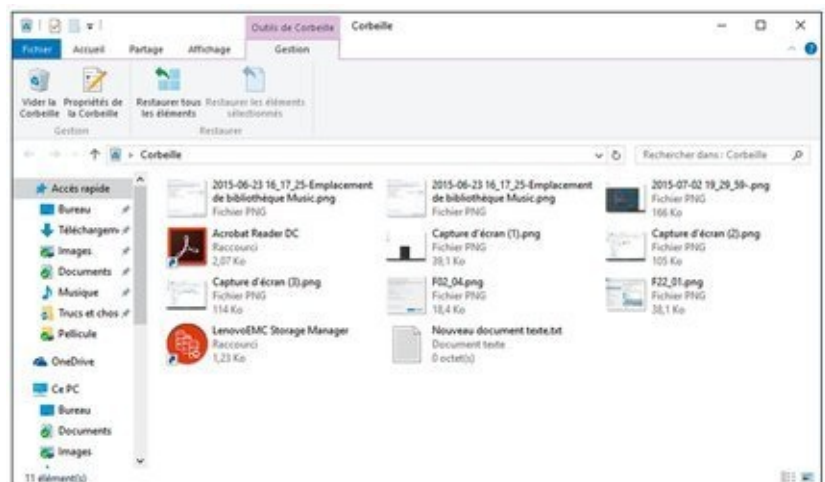 Outils de Corbeille Corbeille
Fichier Accueil Partage Affichage Gestion
Vider la Corbeille
Propriétés de la Corbeille
Restaurer tous les éléments
Restaurer les éléments sélectionnés
Gestion Restaurer
Corbeille
Rechercher dans : Corbeille
Accès rapide
Bureau
Téléchargem
Images
Documents
Musique
Trucs et chos
Pellicule
OneDrive
Ce PC
Bureau
Documents
Images
2015-06-23 16_17_25-Emplacement
de bibliothèque Music.png
Fichier PNG
2015-06-23 16_17_25-Emplacement
de bibliothèque Music.png
Fichier PNG
2015-07-02 19_29_59-.png
Fichier PNG
166 Ko
Acrobat Reader DC
Raccourci
2,07 Ko
Capture d'écran (1).png
Fichier PNG
39,1 Ko
Capture d'écran (2).png
Fichier PNG
105 Ko
Capture d'écran (3).png
Fichier PNG
114 Ko
F02_04.png
Fichier PNG
18,4 Ko
F22_01.png
Fichier PNG
38,1 Ko
LenovoEMC Storage Manager
Raccourci
1,23 Ko
Nouveau document texte.txt
Document texte
0 octet(s)
11 élément(s)